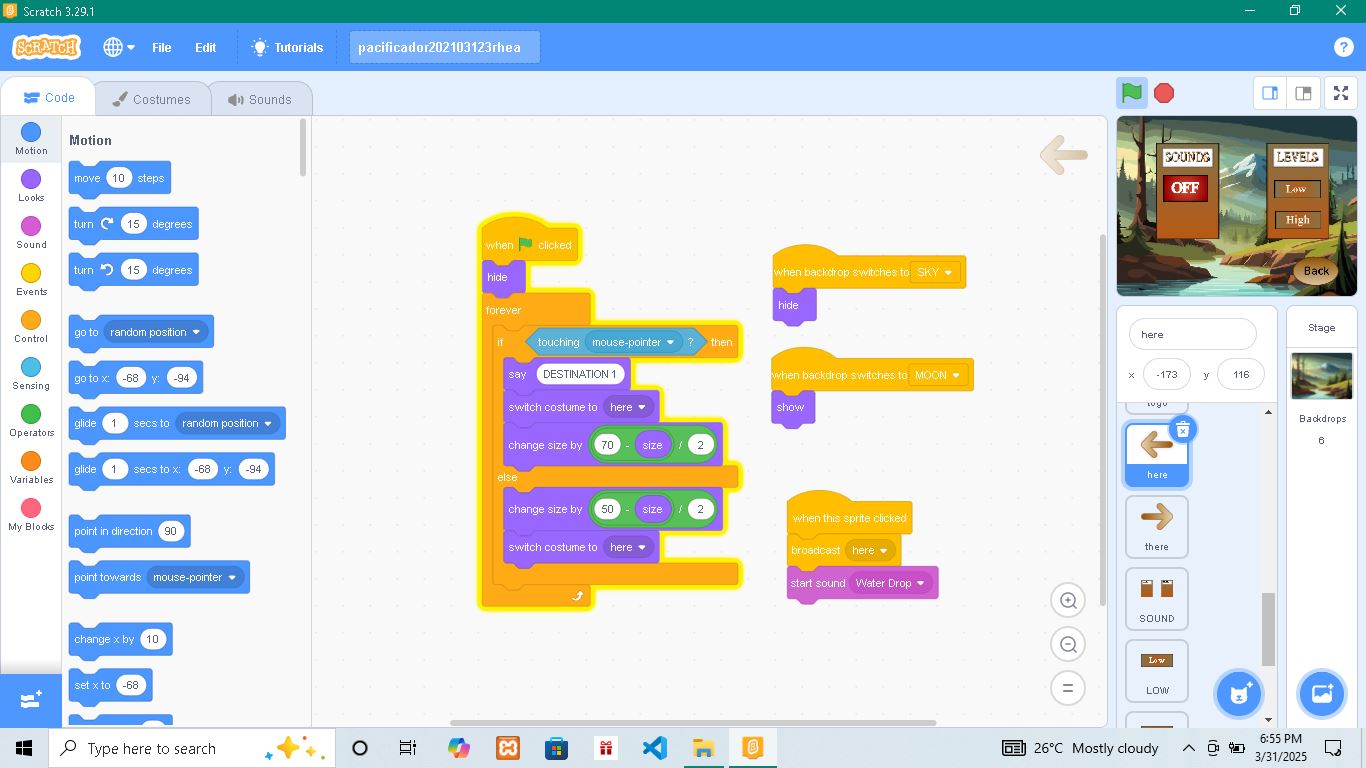 Scratch 3.29.1
SCRATCH File Edit Tutorials pacificador202103123rhea ?
Code Costumes Sounds
Motion
Looks
Sound
Events
Control
Sensing
Operators
Variables
My Blocks
Motion
move 10 steps
turn 15 degrees
turn 15 degrees
go to random position
go to x: -68 y: -94
glide 1 secs to random position
glide 1 secs to x: -68 y: -94
point in direction 90
point towards mouse-pointer
change x by 10
set x to -68
when clicked
hide
forever
if touching mouse-pointer ? then
say DESTINATION 1
switch costume to here
change size by 70 - size / 2
else
change size by 50 - size / 2
switch costume to here
when backdrop switches to SKY
hide
when backdrop switches to MOON
show
when this sprite clicked
broadcast here
start sound Water Drop
SOUNDS LEVELS
OFF Low
High
Back
here
x -173 y 116
here
there
SOUND
Low
LOW
Stage
Backdrops
6
Type here to search
26°C Mostly cloudy
6:55 PM
3/31/2025